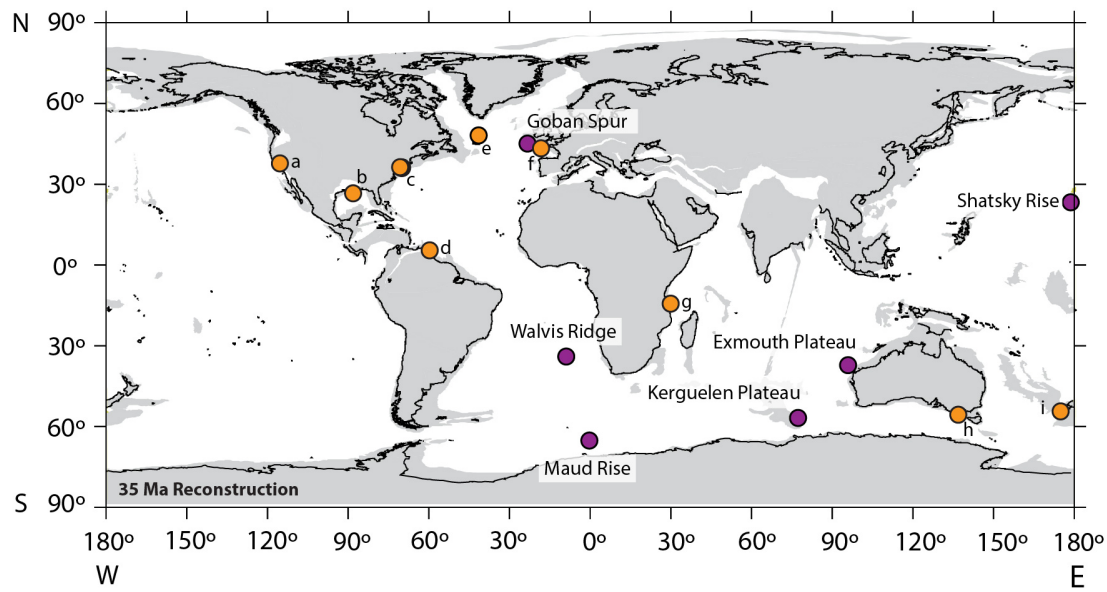 N 90º
60º
30º
0º
30º
60º
S 90º
Goban Spur
a
b
c
d
e
f
Shatsky Rise
g
Walvis Ridge
Exmouth Plateau
Kerguelen Plateau
h
i
Maud Rise
35 Ma Reconstruction
180º 150º 120º 90º 60º 30º 0º 30º 60º 90º 120º 150º 180º
W E